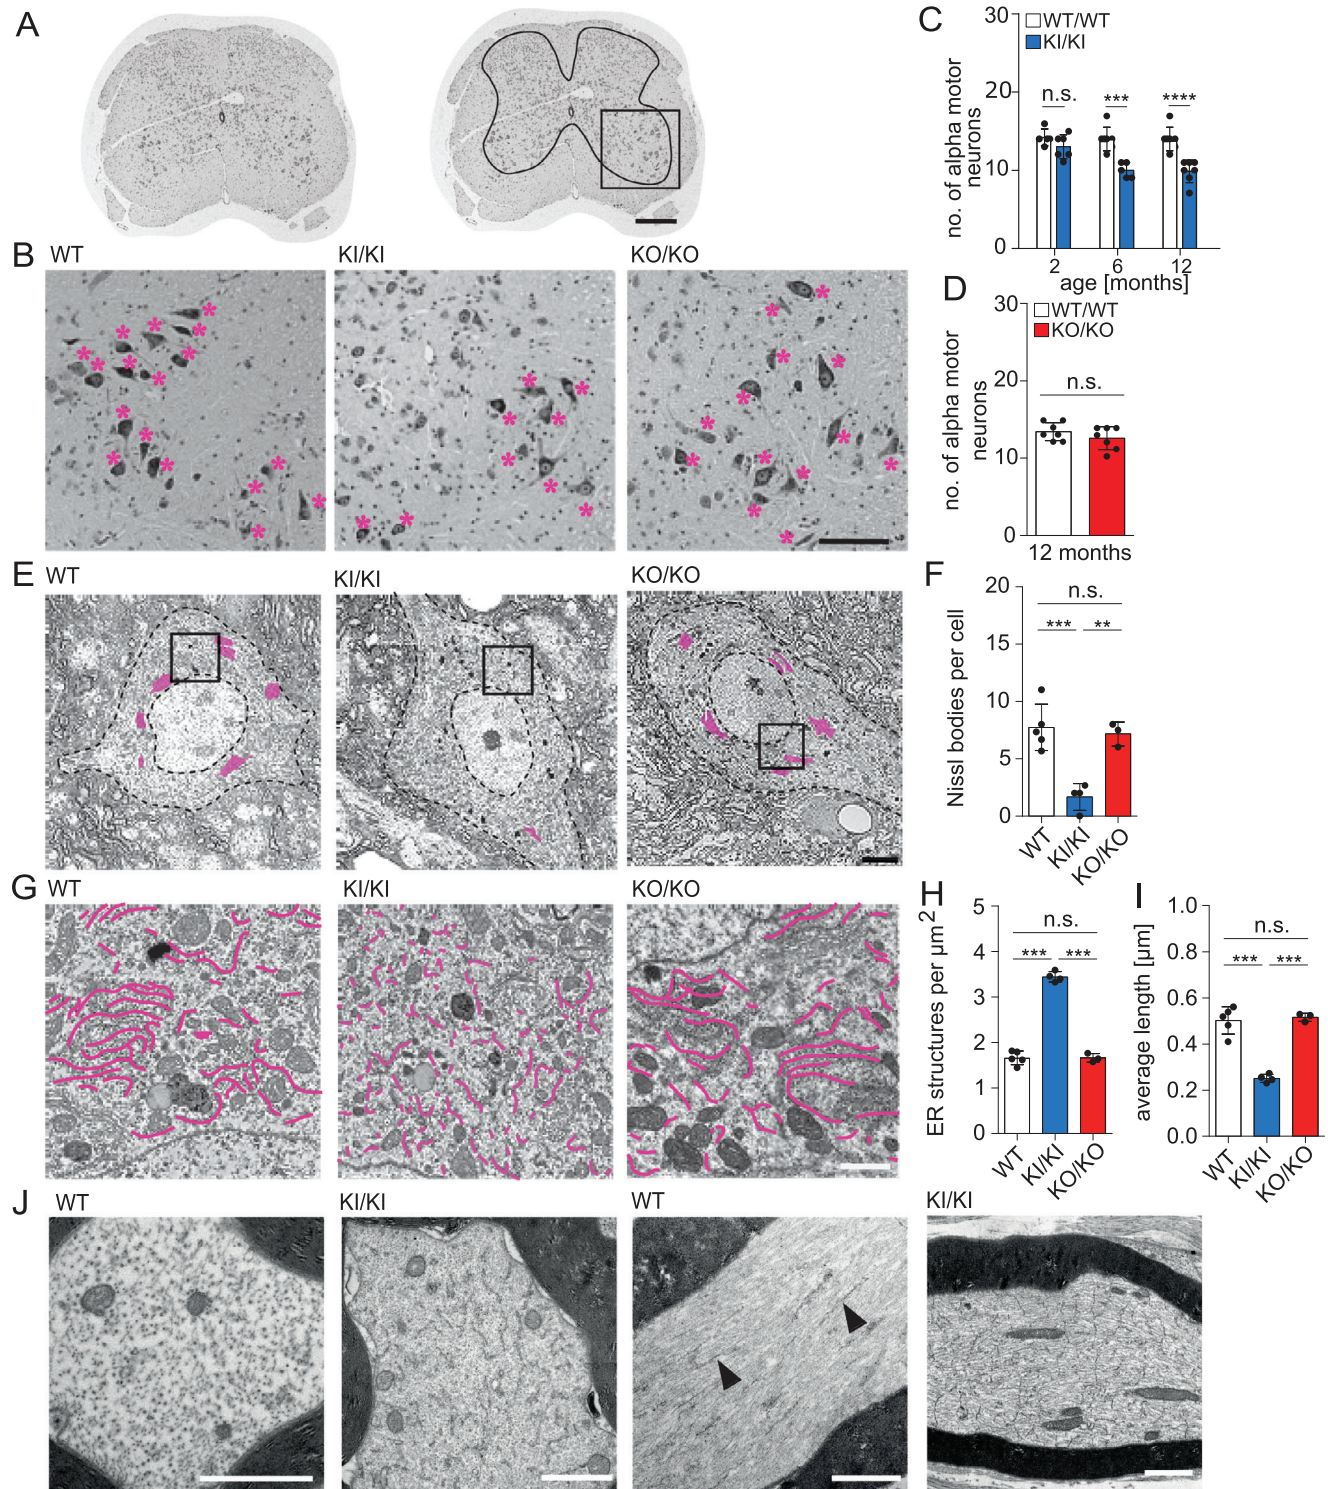 A
B
WT
KI/KI
KO/KO
C
30
20
10
0
no. of alpha motor
neurons
WT/WT
KI/KI
n.s.
***
****
2
6
12
age [months]
D
30
20
10
0
no. of alpha motor
neurons
WT/WT
KO/KO
n.s.
12 months
E
WT
KI/KI
KO/KO
F
20
15
10
5
0
Nissl bodies per cell
n.s.
***
**
WT
KI/KI
KO/KO
G
WT
KI/KI
KO/KO
H
5
4
3
2
1
0
ER structures per µm²
n.s.
***
***
WT
KI/KI
KO/KO
I
1.0
0.8
0.6
0.4
0.2
0.0
average length [µm]
n.s.
***
***
WT
KI/KI
KO/KO
J
WT
KI/KI
WT
KI/KI